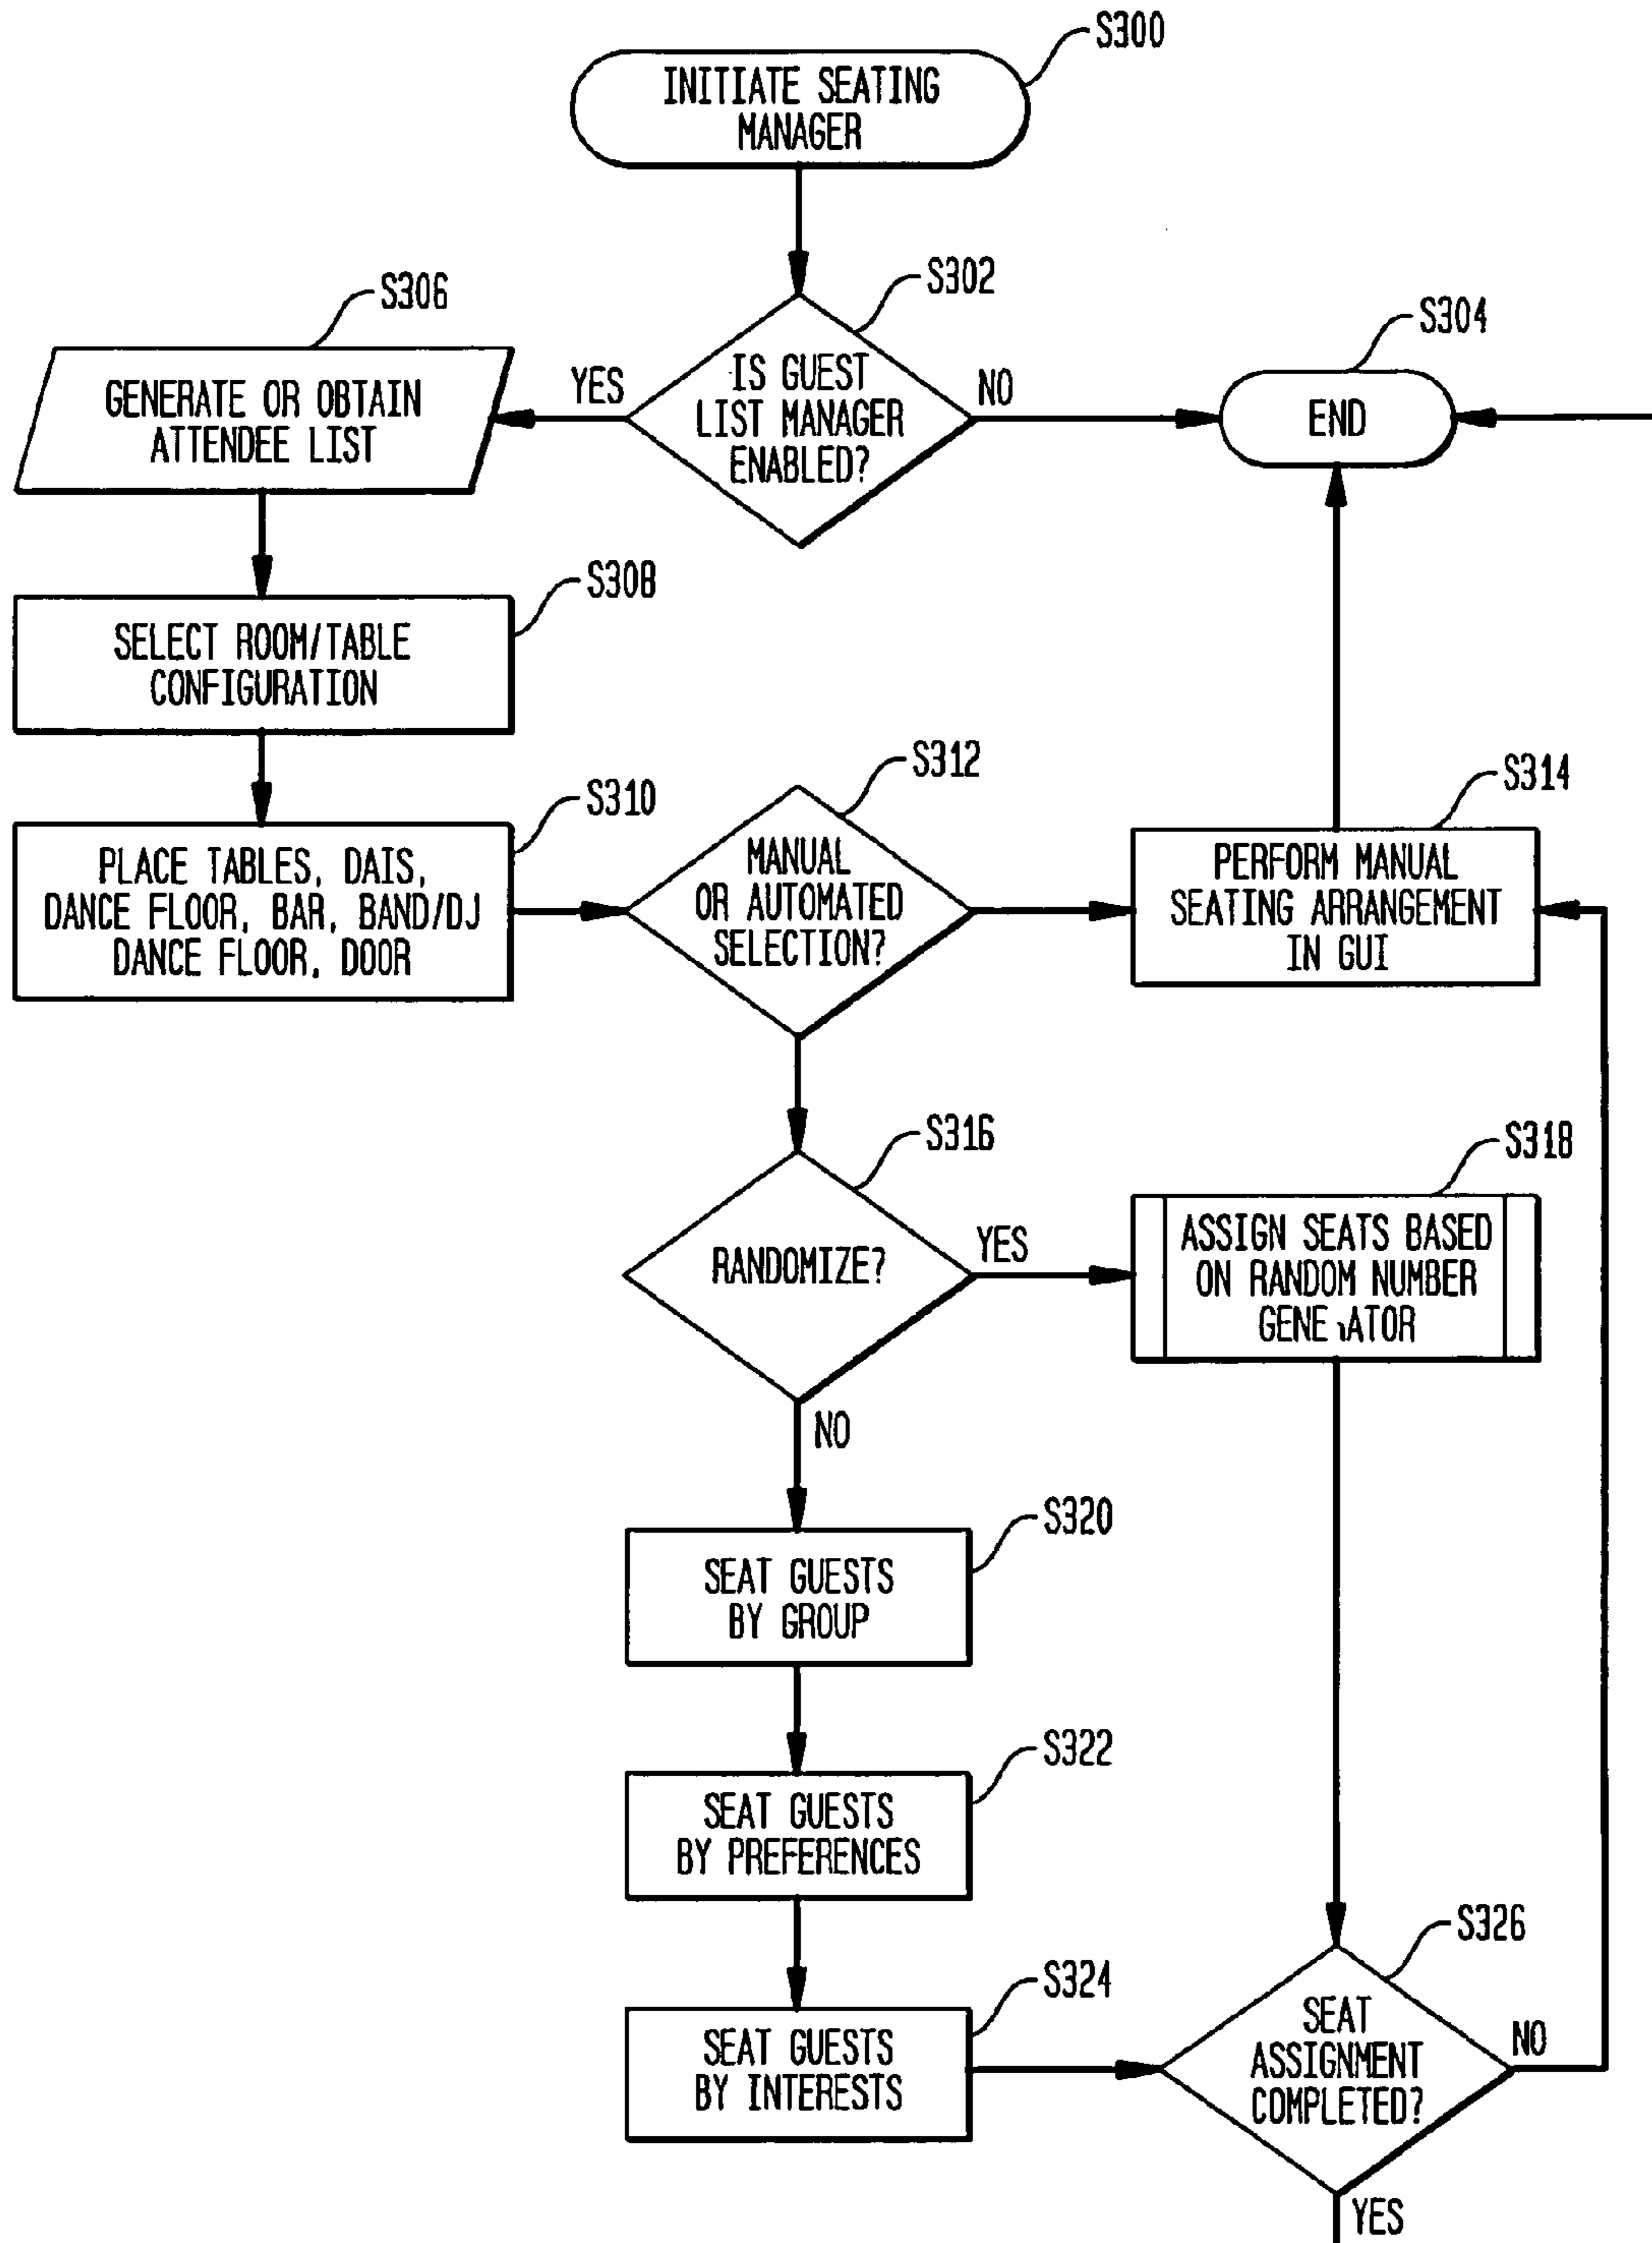 S300
INITIATE SEATING
MANAGER
S302
IS GUEST
LIST MANAGER
ENABLED?
YES
NO
S304
END
S306
GENERATE OR OBTAIN
ATTENDEE LIST
S308
SELECT ROOM/TABLE
CONFIGURATION
S310
PLACE TABLES, DAIS,
DANCE FLOOR, BAR, BAND/DJ
DANCE FLOOR, DOOR
S312
MANUAL
OR AUTOMATED
SELECTION?
S314
PERFORM MANUAL
SEATING ARRANGEMENT
IN GUI
S316
RANDOMIZE?
YES
NO
S318
ASSIGN SEATS BASED
ON RANDOM NUMBER
GENERATOR
S320
SEAT GUESTS
BY GROUP
S322
SEAT GUESTS
BY PREFERENCES
S324
SEAT GUESTS
BY INTERESTS
S326
SEAT
ASSIGNMENT
COMPLETED?
NO
YES